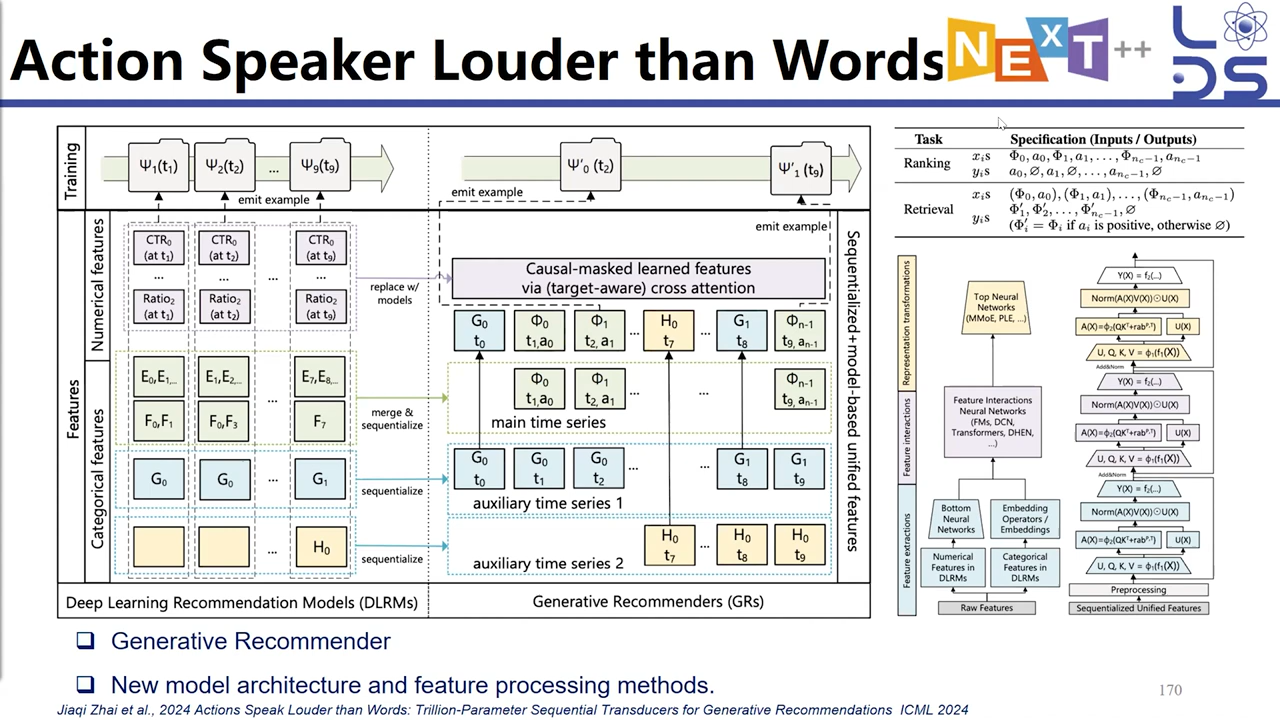 Action Speaker Louder than Words
NExT++
LDS
Training
Ψ₁(t₁)
Ψ₂(t₂)
...
Ψ₉(t₉)
emit example
Ψ'₀ (t₂)
Ψ'₁ (t₉)
emit example
emit example
Features
Numerical features
CTR₀ (at t₁)
CTR₀ (at t₂)
CTR₀ (at t₉)
... ... ...
Ratio₂ (at t₁)
Ratio₂ (at t₂)
Ratio₂ (at t₉)
replace w/ models
Causal-masked learned features
via (target-aware) cross attention
G₀ t₀
Φ₀ t₁,a₀
Φ₁ t₂, a₁
...
H₀ t₇
...
G₁ t₈
Φₙ₋₁ t₉, aₙ₋₁
Categorical features
E₀,E₁,...
E₁,E₂,...
E₇,E₈,...
F₀,F₁
F₀,F₃
...
F₇
merge & sequentialize
Φ₀ t₁,a₀
Φ₁ t₂, a₁
...
...
Φₙ₋₁ t₉, aₙ₋₁
main time series
G₀
G₀
...
G₁
sequentialize
G₀ t₀
G₀ t₁
G₀ t₂
...
G₁ t₈
G₁ t₉
auxiliary time series 1
...
H₀
sequentialize
H₀ t₇
...
H₀ t₈
H₀ t₉
auxiliary time series 2
Sequentialized+model-based unified features
Deep Learning Recommendation Models (DLRMs)
Generative Recommenders (GRs)
Task Specification (Inputs / Outputs)
Ranking xᵢs Φ₀, a₀, Φ₁, a₁, . . . , Φₙ꜀₋₁, aₙ꜀₋₁
yᵢs a₀, ∅, a₁, ∅, . . . , aₙ꜀₋₁, ∅
Retrieval xᵢs (Φ₀, a₀), (Φ₁, a₁), . . . , (Φₙ꜀₋₁, aₙ꜀₋₁)
yᵢs Φ'₁, Φ'₂, . . . , Φ'ₙ꜀₋₁, ∅
(Φ'ᵢ = Φᵢ if aᵢ is positive, otherwise ∅)
Representation transformations
Feature interactions
Feature extractions
Top Neural
Networks
(MMoE, PLE, ...)
Feature Interactions
Neural Networks
(FMs, DCN,
Transformers, DHEN,
...)
Bottom
Neural
Networks
Embedding
Operators /
Embeddings
Numerical
Features in
DLRMs
Categorical
Features in
DLRMs
Raw Features
Y(X) = f₂(...)
Norm(A(X)V(X))⊙U(X)
A(X)=ϕ₂(QKᵀ+rabᵖ,ᵀ)
U(X)
U, Q, K, V = ϕ₁(f₁(X))
Add&Norm
Y(X) = f₂(...)
Norm(A(X)V(X))⊙U(X)
A(X)=ϕ₂(QKᵀ+rabᵖ,ᵀ)
U(X)
U, Q, K, V = ϕ₁(f₁(X))
Add&Norm
Y(X) = f₂(...)
Norm(A(X)V(X))⊙U(X)
A(X)=ϕ₂(QKᵀ+rabᵖ,ᵀ)
U(X)
U, Q, K, V = ϕ₁(f₁(X))
Preprocessing
Sequentialized Unified Features
❑ Generative Recommender
❑ New model architecture and feature processing methods.
170
Jiaqi Zhai et al., 2024 Actions Speak Louder than Words: Trillion-Parameter Sequential Transducers for Generative Recommendations ICML 2024